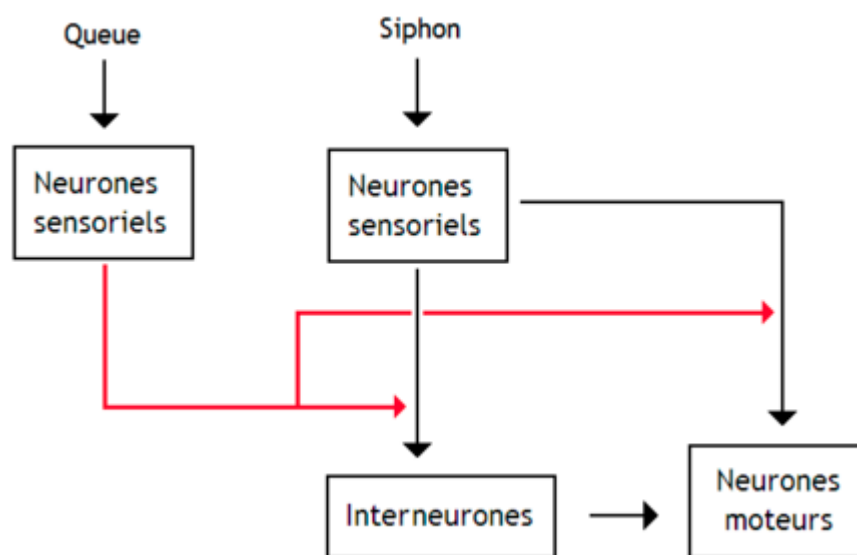 Queue
Siphon
Neurones
sensoriels
Neurones
sensoriels
Interneurones
Neurones
moteurs